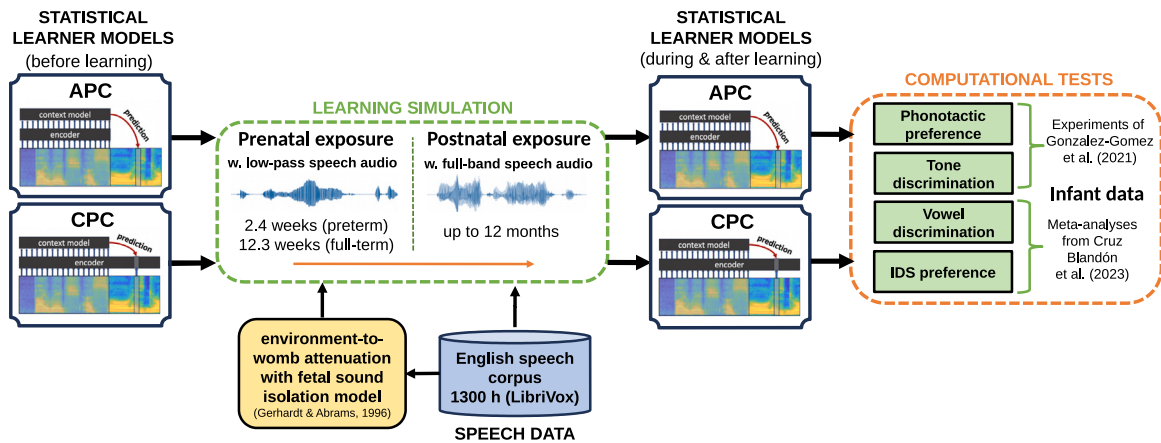 STATISTICAL
LEARNER MODELS
(before learning)
APC
context model
encoder
prediction
CPC
context model
prediction
encoder
LEARNING SIMULATION
Prenatal exposure
w. low-pass speech audio
2.4 weeks (preterm)
12.3 weeks (full-term)
Postnatal exposure
w. full-band speech audio
up to 12 months
environment-to-
womb attenuation
with fetal sound
isolation model
(Gerhardt & Abrams, 1996)
English speech
corpus
1300 h (LibriVox)
SPEECH DATA
STATISTICAL
LEARNER MODELS
(during & after learning)
APC
context model
encoder
prediction
CPC
context model
prediction
encoder
COMPUTATIONAL TESTS
Phonotactic
preference
Tone
discrimination
Vowel
discrimination
IDS preference
Experiments of
Gonzalez-Gomez
et al. (2021)
Infant data
Meta-analyses
from Cruz
Blandón
et al. (2023)